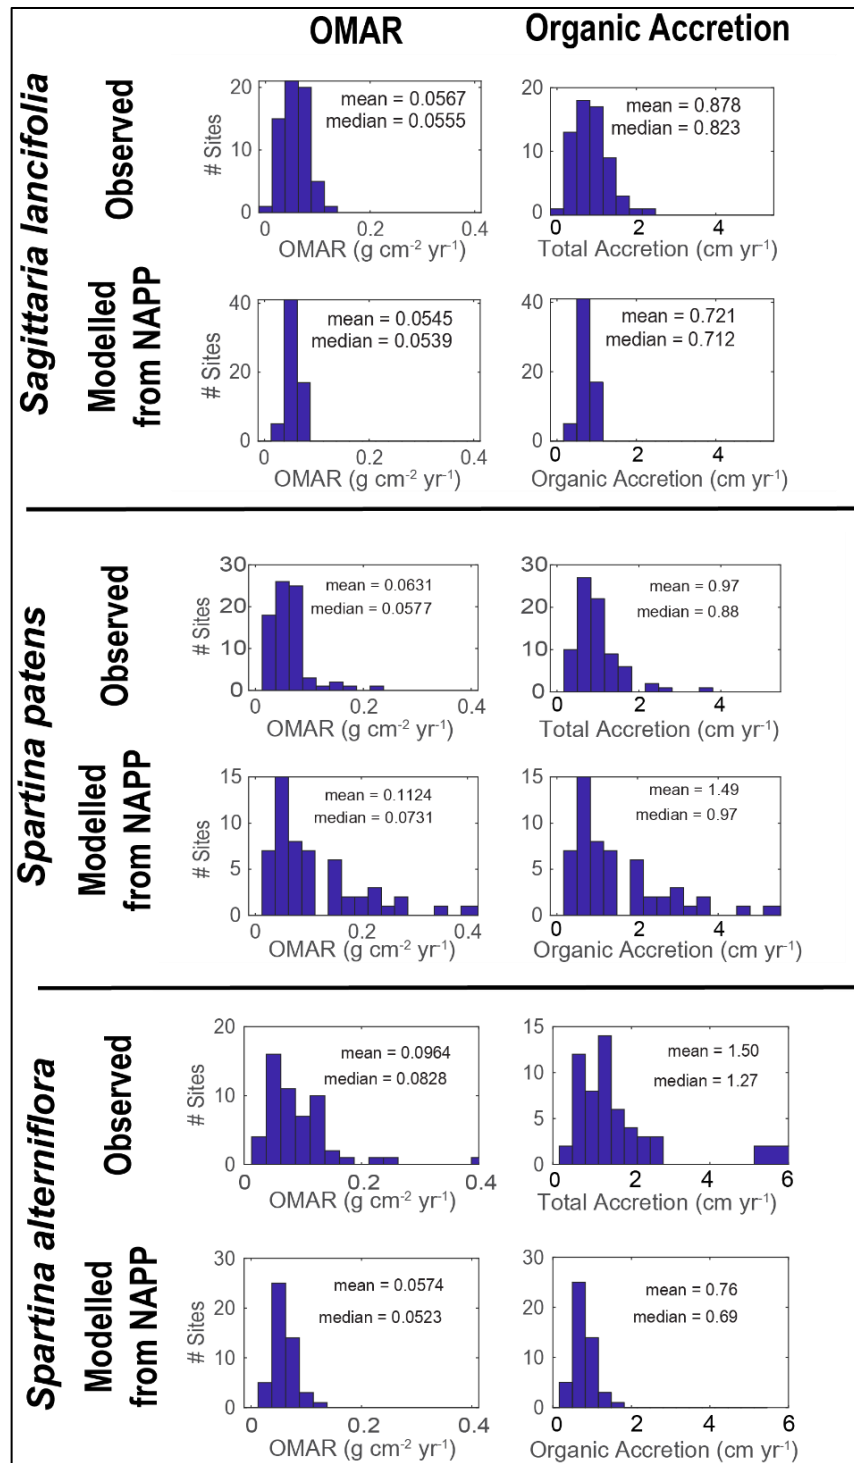 OMAR
Organic Accretion
Sagittaria lancifolia
Observed
20
10
0
# Sites
mean = 0.0567
median = 0.0555
0 0.2 0.4
OMAR (g cm⁻² yr⁻¹)
20
10
0
mean = 0.878
median = 0.823
0 2 4
Total Accretion (cm yr⁻¹)
Modelled
from NAPP
40
20
0
# Sites
mean = 0.0545
median = 0.0539
0 0.2 0.4
OMAR (g cm⁻² yr⁻¹)
40
20
0
mean = 0.721
median = 0.712
0 2 4
Organic Accretion (cm yr⁻¹)
Spartina patens
Observed
30
20
10
0
# Sites
mean = 0.0631
median = 0.0577
0 0.2 0.4
OMAR (g cm⁻² yr⁻¹)
30
20
10
0
mean = 0.97
median = 0.88
0 2 4
Total Accretion (cm yr⁻¹)
Modelled
from NAPP
15
10
5
0
# Sites
mean = 0.1124
median = 0.0731
0 0.2 0.4
OMAR (g cm⁻² yr⁻¹)
15
10
5
0
mean = 1.49
median = 0.97
0 2 4
Organic Accretion (cm yr⁻¹)
Spartina alterniflora
Observed
20
10
0
# Sites
mean = 0.0964
median = 0.0828
0 0.2 0.4
OMAR (g cm⁻² yr⁻¹)
15
10
5
0
mean = 1.50
median = 1.27
0 2 4 6
Total Accretion (cm yr⁻¹)
Modelled
from NAPP
30
20
10
0
# Sites
mean = 0.0574
median = 0.0523
0 0.2 0.4
OMAR (g cm⁻² yr⁻¹)
30
20
10
0
mean = 0.76
median = 0.69
0 2 4 6
Organic Accretion (cm yr⁻¹)